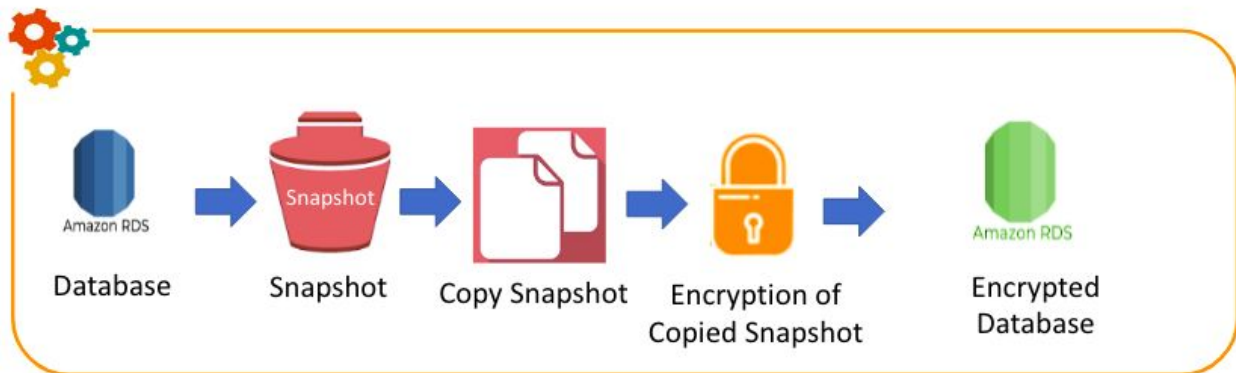 Snapshot
Amazon RDS
Amazon RDS
Database
Snapshot
Copy Snapshot
Encryption of
Copied Snapshot
Encrypted
Database